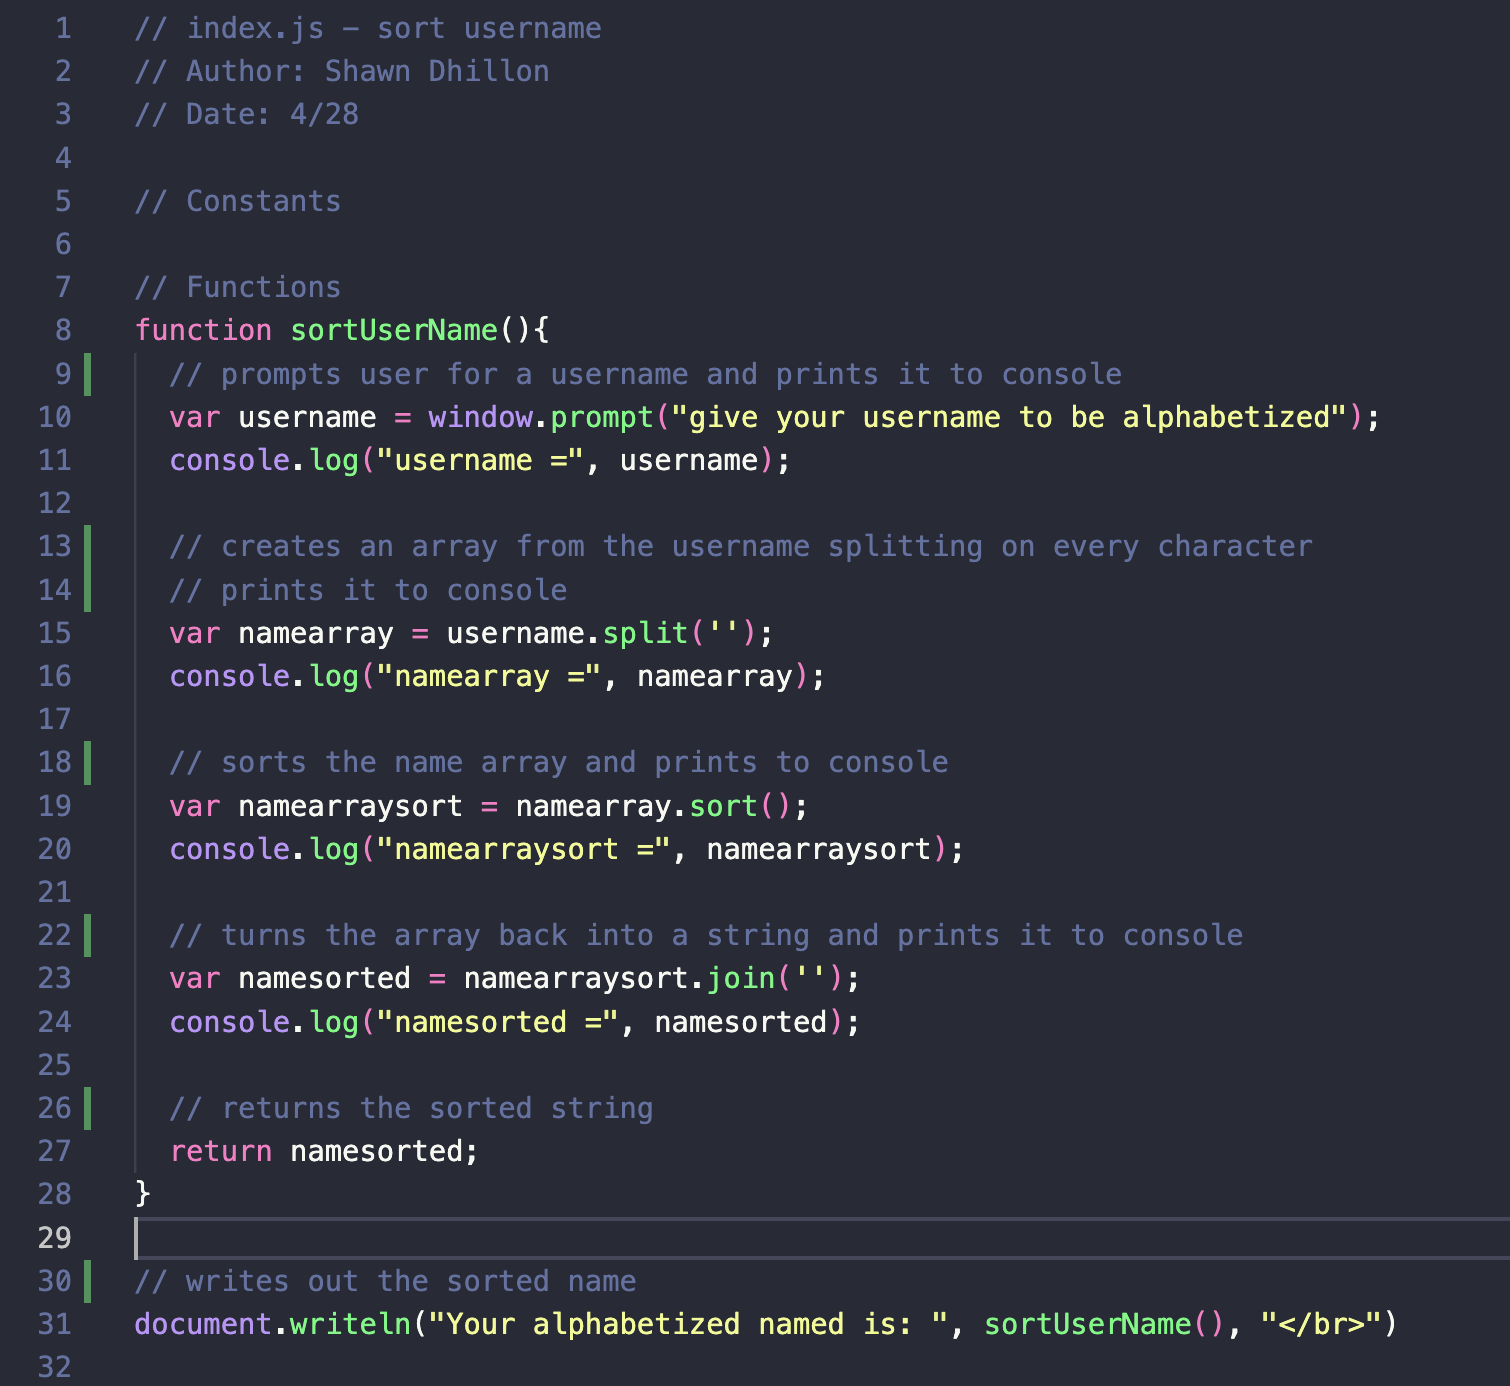 1 // index.js – sort username
2 // Author: Shawn Dhillon
3 // Date: 4/28
4
5 // Constants
6
7 // Functions
8 function sortUserName(){
9 // prompts user for a username and prints it to console
10 var username = window.prompt("give your username to be alphabetized");
11 console.log("username =", username);
12
13 // creates an array from the username splitting on every character
14 // prints it to console
15 var namearray = username.split('');
16 console.log("namearray =", namearray);
17
18 // sorts the name array and prints to console
19 var namearraysort = namearray.sort();
20 console.log("namearraysort =", namearraysort);
21
22 // turns the array back into a string and prints it to console
23 var namesorted = namearraysort.join('');
24 console.log("namesorted =", namesorted);
25
26 // returns the sorted string
27 return namesorted;
28 }
29
30 // writes out the sorted name
31 document.writeln("Your alphabetized named is: ", sortUserName(), "</br>")
32